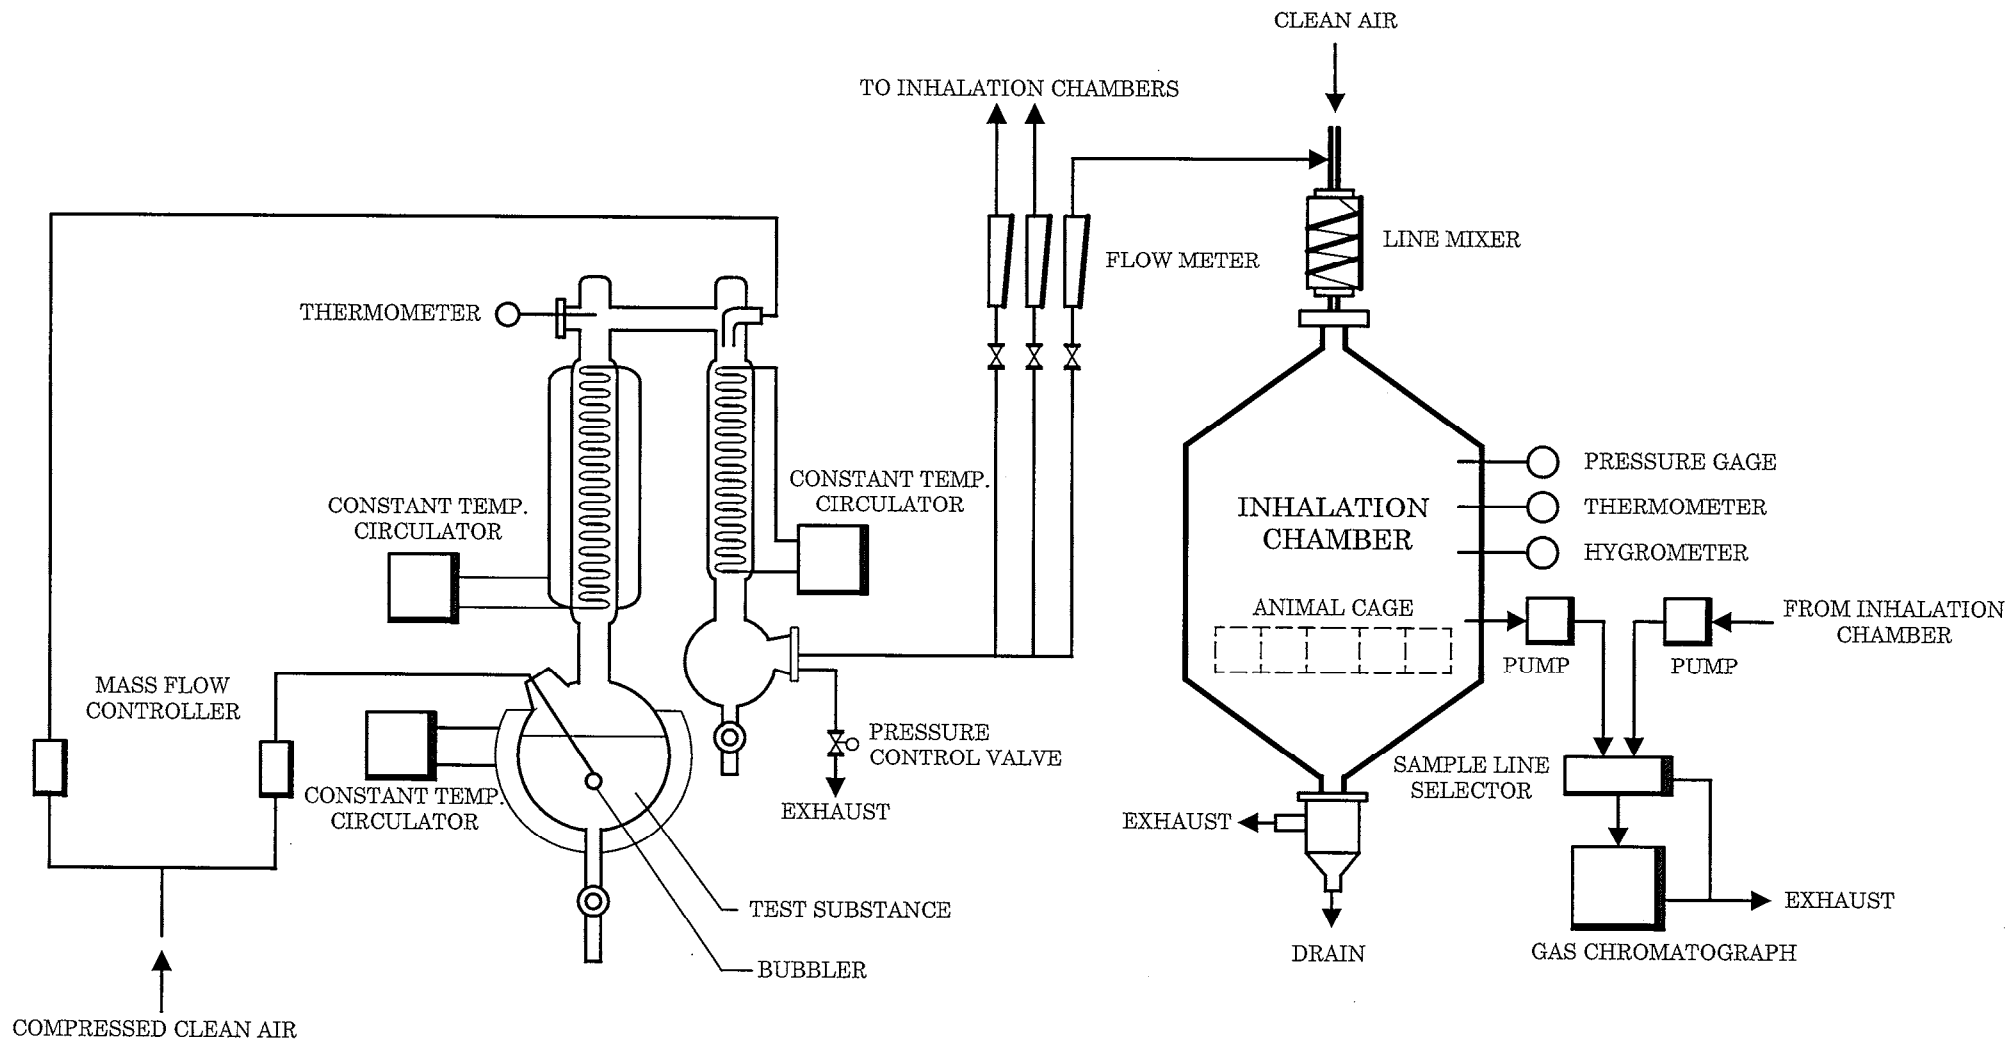 CLEAN AIR
TO INHALATION CHAMBERS
LINE MIXER
FLOW METER
THERMOMETER
CONSTANT TEMP.
CIRCULATOR
CONSTANT TEMP.
CIRCULATOR
PRESSURE GAGE
INHALATION
CHAMBER
THERMOMETER
HYGROMETER
ANIMAL CAGE
FROM INHALATION
CHAMBER
PUMP
PUMP
MASS FLOW
CONTROLLER
PRESSURE
CONTROL VALVE
SAMPLE LINE
SELECTOR
CONSTANT TEMP.
CIRCULATOR
EXHAUST
EXHAUST
TEST SUBSTANCE
EXHAUST
BUBBLER
DRAIN
GAS CHROMATOGRAPH
COMPRESSED CLEAN AIR